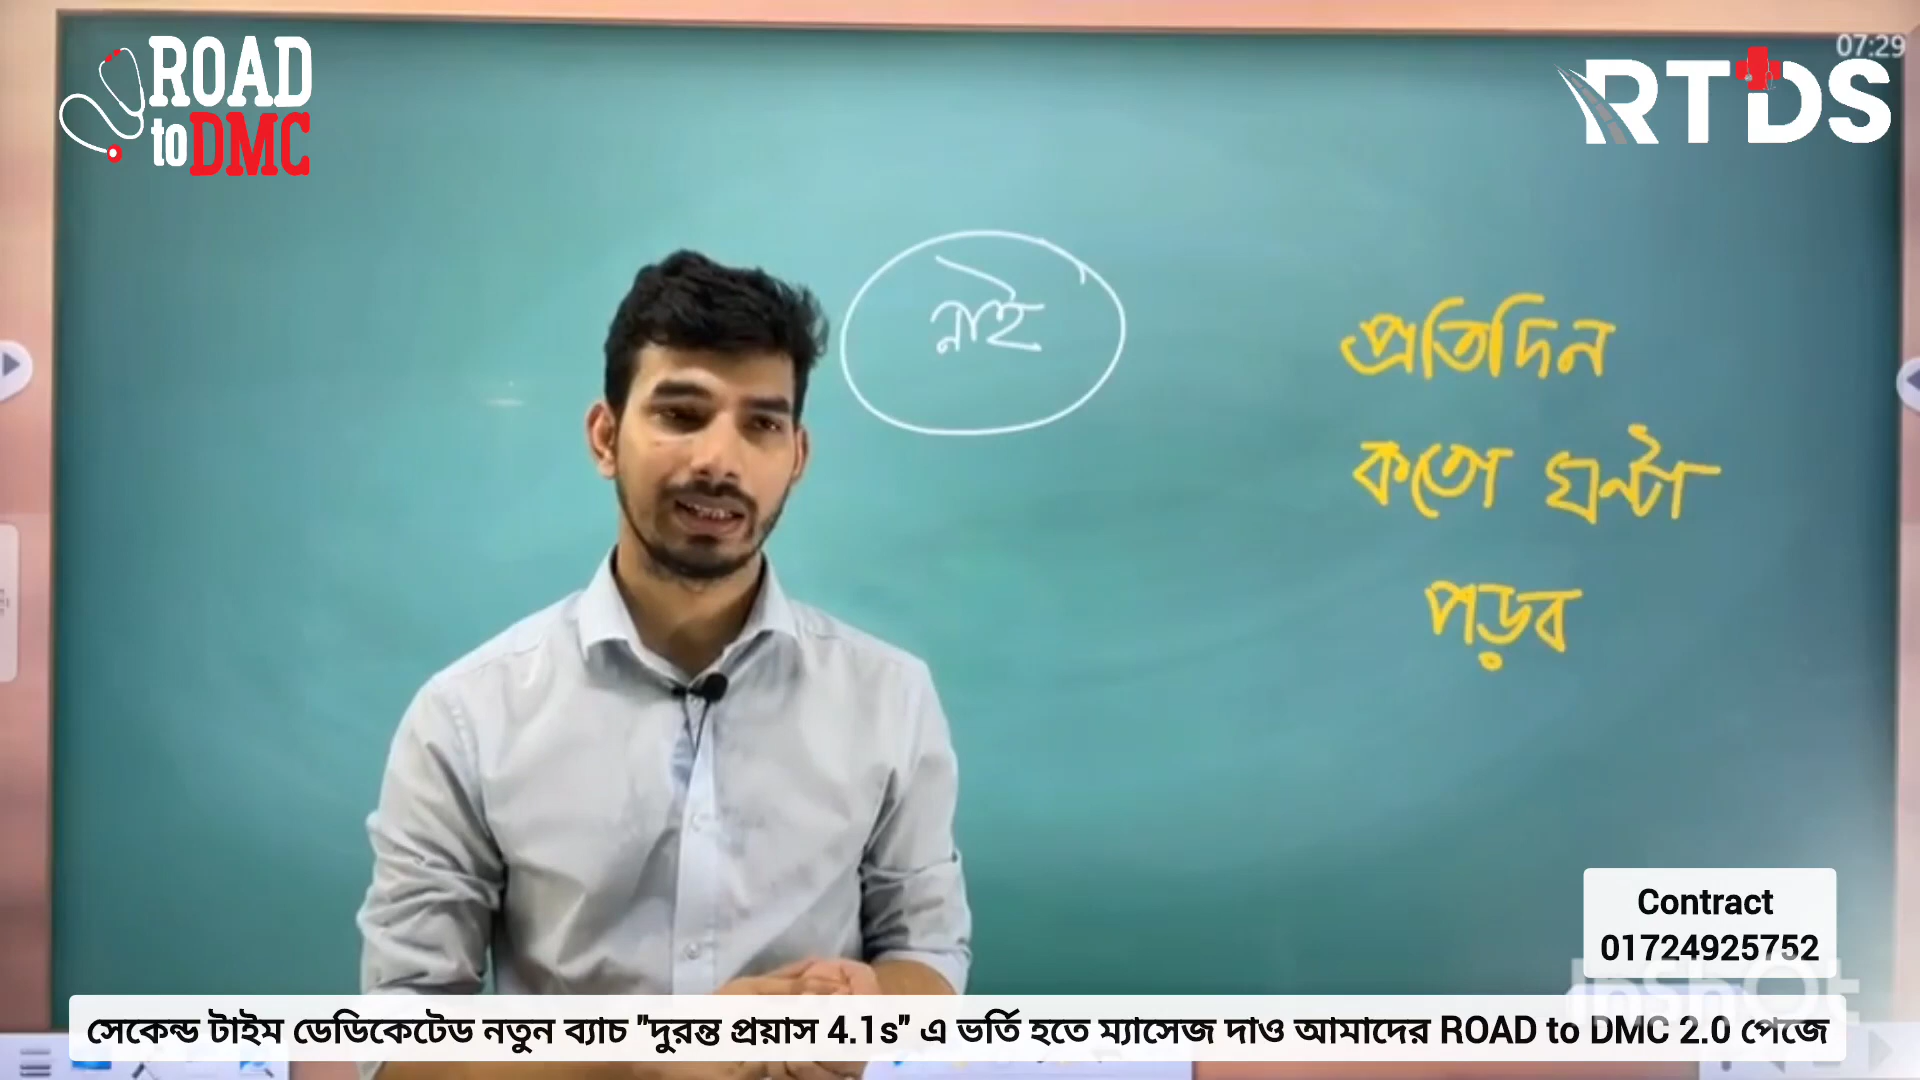 ROAD
to DMC
07:29
RTDS
নাই
প্রতিদিন
কতো ঘন্টা
পড়ব
Contract
01724925752
সেকেন্ড টাইম ডেডিকেটেড নতুন ব্যাচ "দুরন্ত প্রয়াস 4.1s" এ ভর্তি হতে ম্যাসেজ দাও আমাদের ROAD to DMC 2.0 পেজে
InShOt